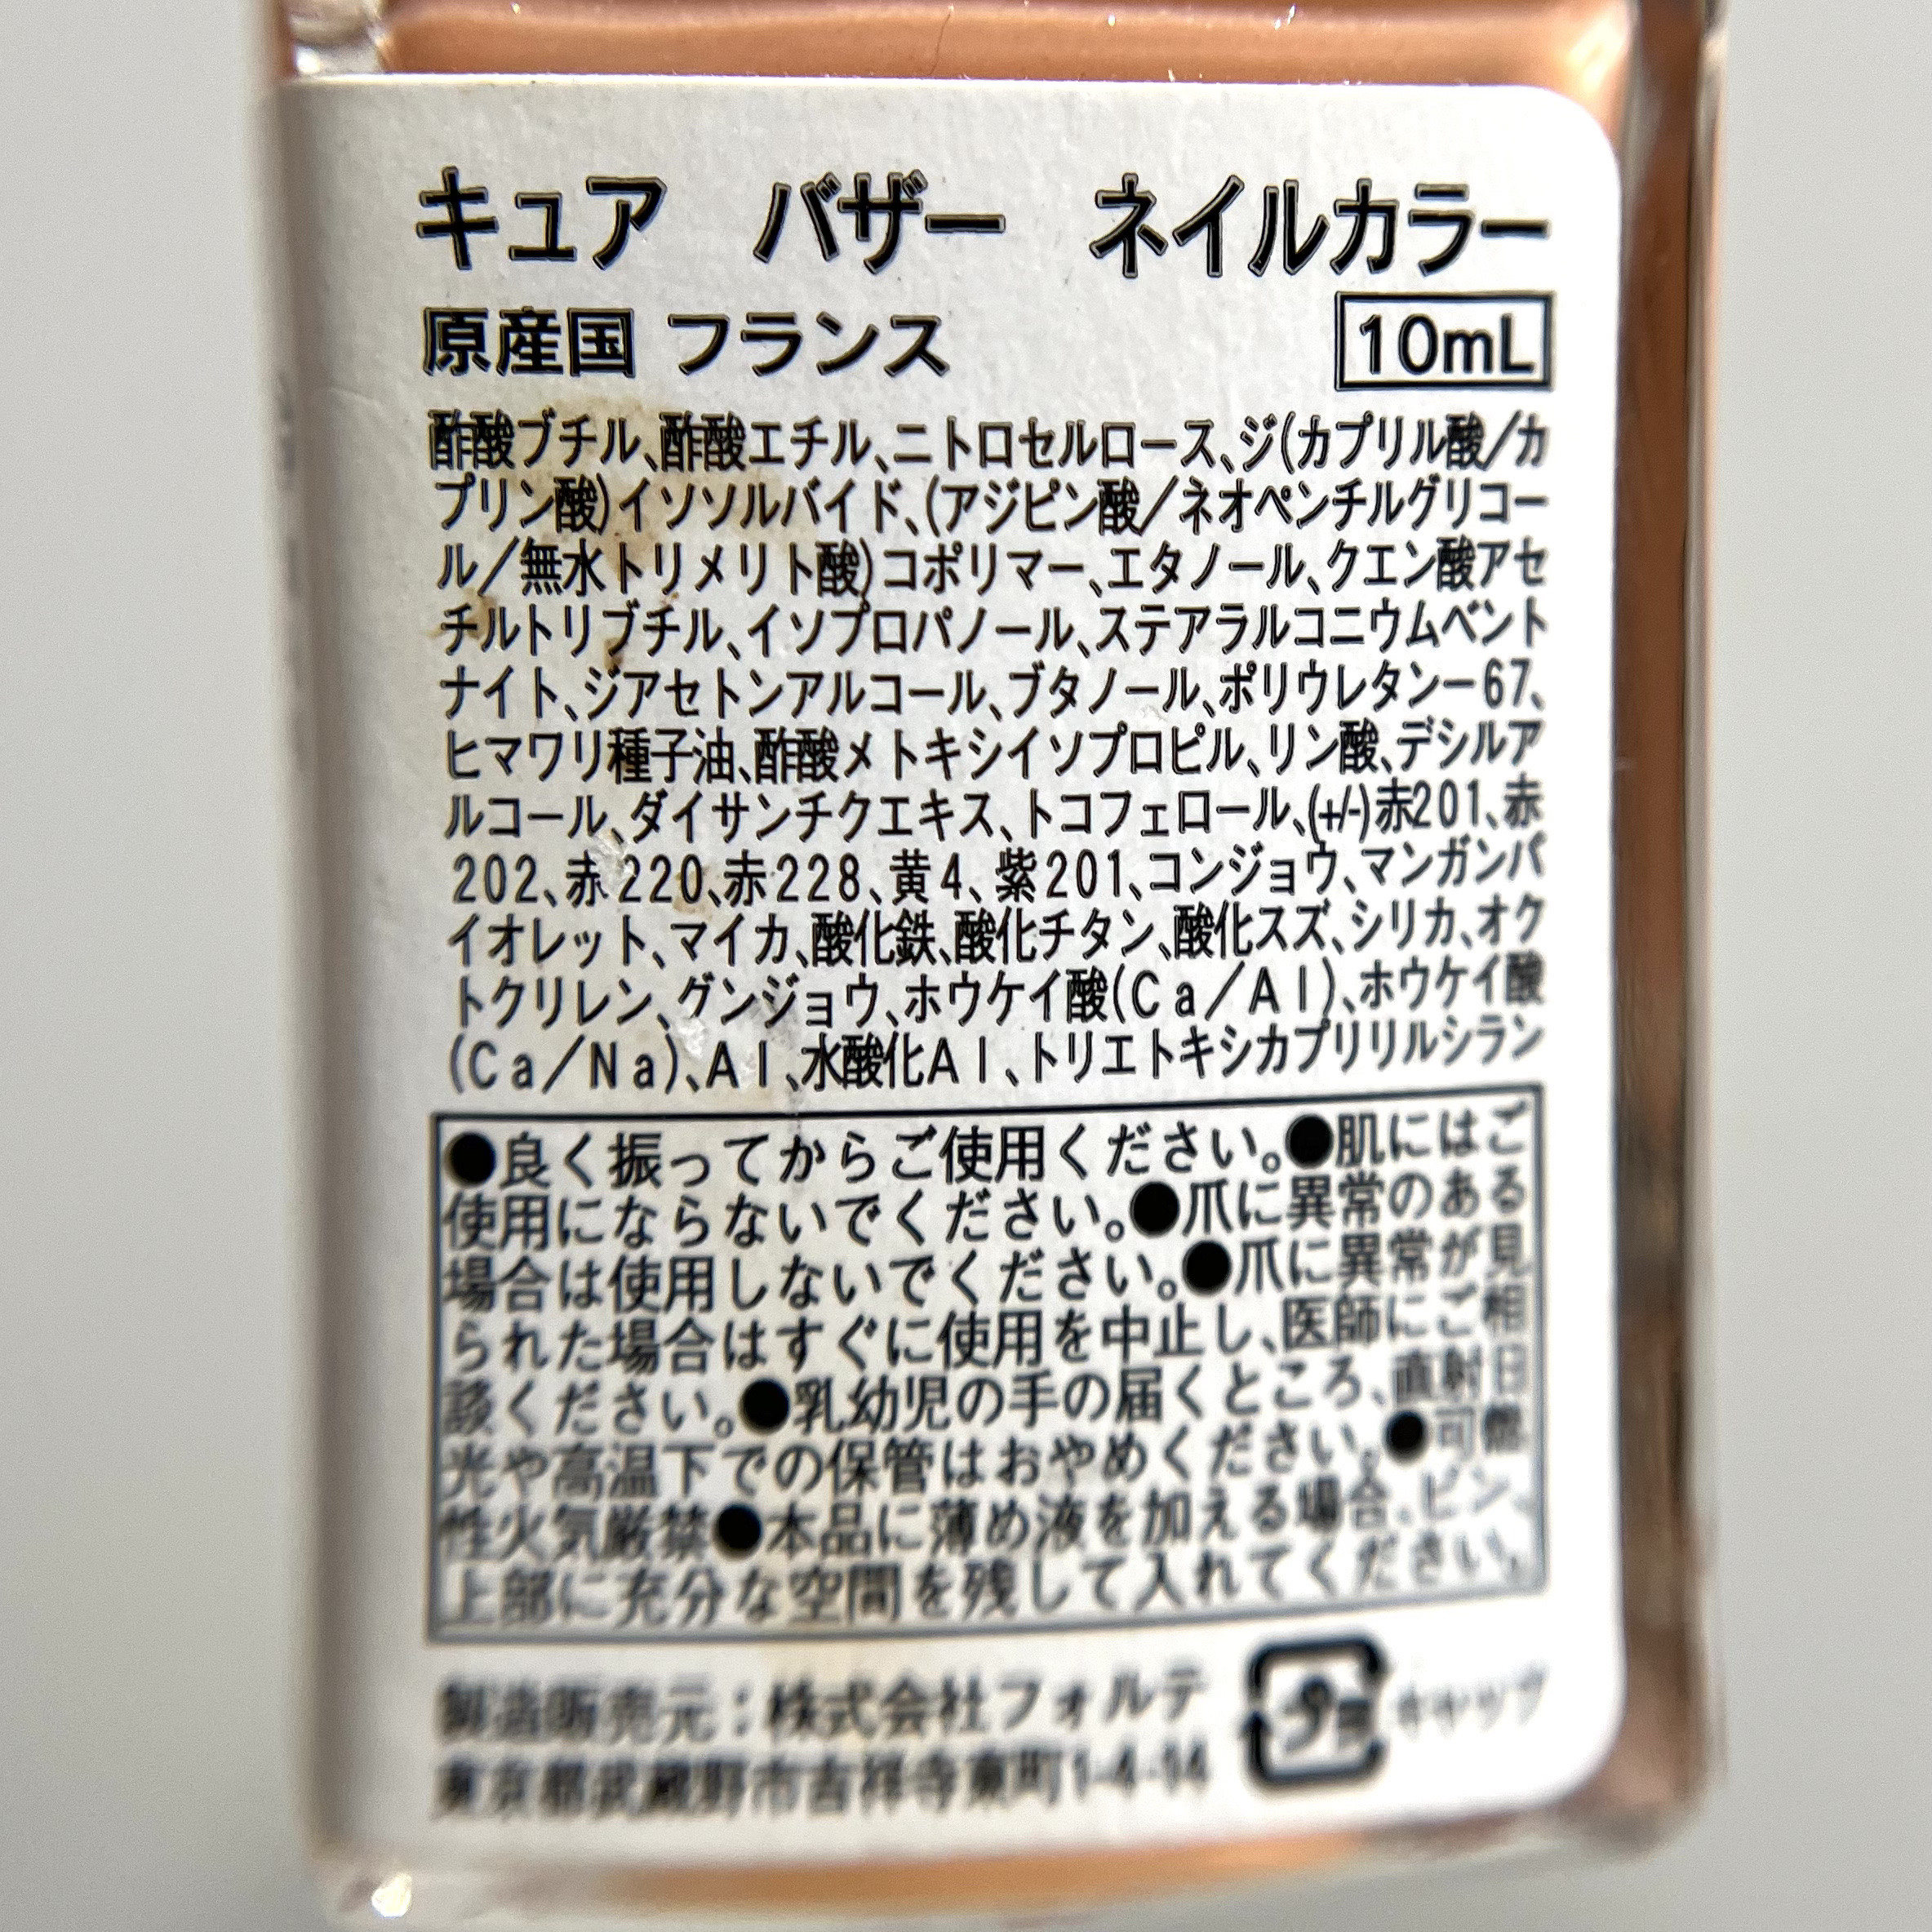 キュア　バザー　ネイルカラー
原産国 フランス
10mL
酢酸ブチル、酢酸エチル、ニトロセルロース、ジ(カプリル酸/カ
プリン酸)イソソルバイド、(アジピン酸/ネオペンチルグリコー
ル/無水トリメリト酸)コポリマー、エタノール、クエン酸アセ
チルトリブチル、イソプロパノール、ステアラルコニウムベント
ナイト、ジアセトンアルコール、ブタノール、ポリウレタンー67、
ヒマワリ種子油、酢酸メトキシイソプロピル、リン酸、デシルア
ルコール、ダイサンチクエキス、トコフェロール、(+/-)赤201、赤
202、赤220、赤228、黄4、紫201、コンジョウ、マンガンバ
イオレット、マイカ、酸化鉄、酸化チタン、酸化スズ、シリカ、オク
トクリレン、グンジョウ、ホウケイ酸(Ca/Al)、ホウケイ酸
(Ca/Na)、Al、水酸化Al、トリエトキシカプリリルシラン
●良く振ってからご使用ください。●肌にはご
使用にならないでください。●爪に異常のある
場合は使用しないでください。●爪に異常が見
られた場合はすぐに使用を中止し、医師にご相
談ください。●乳幼児の手の届くところ、直射日
光や高温下での保管はおやめください。●可燃
性火気厳禁●本品に薄め液を加える場合、ビン、
上部に充分な空間を残して入れてください。
製造販売元：株式会社フォルテ
東京都武蔵野市吉祥寺東町1-4-14
プ
キャップ